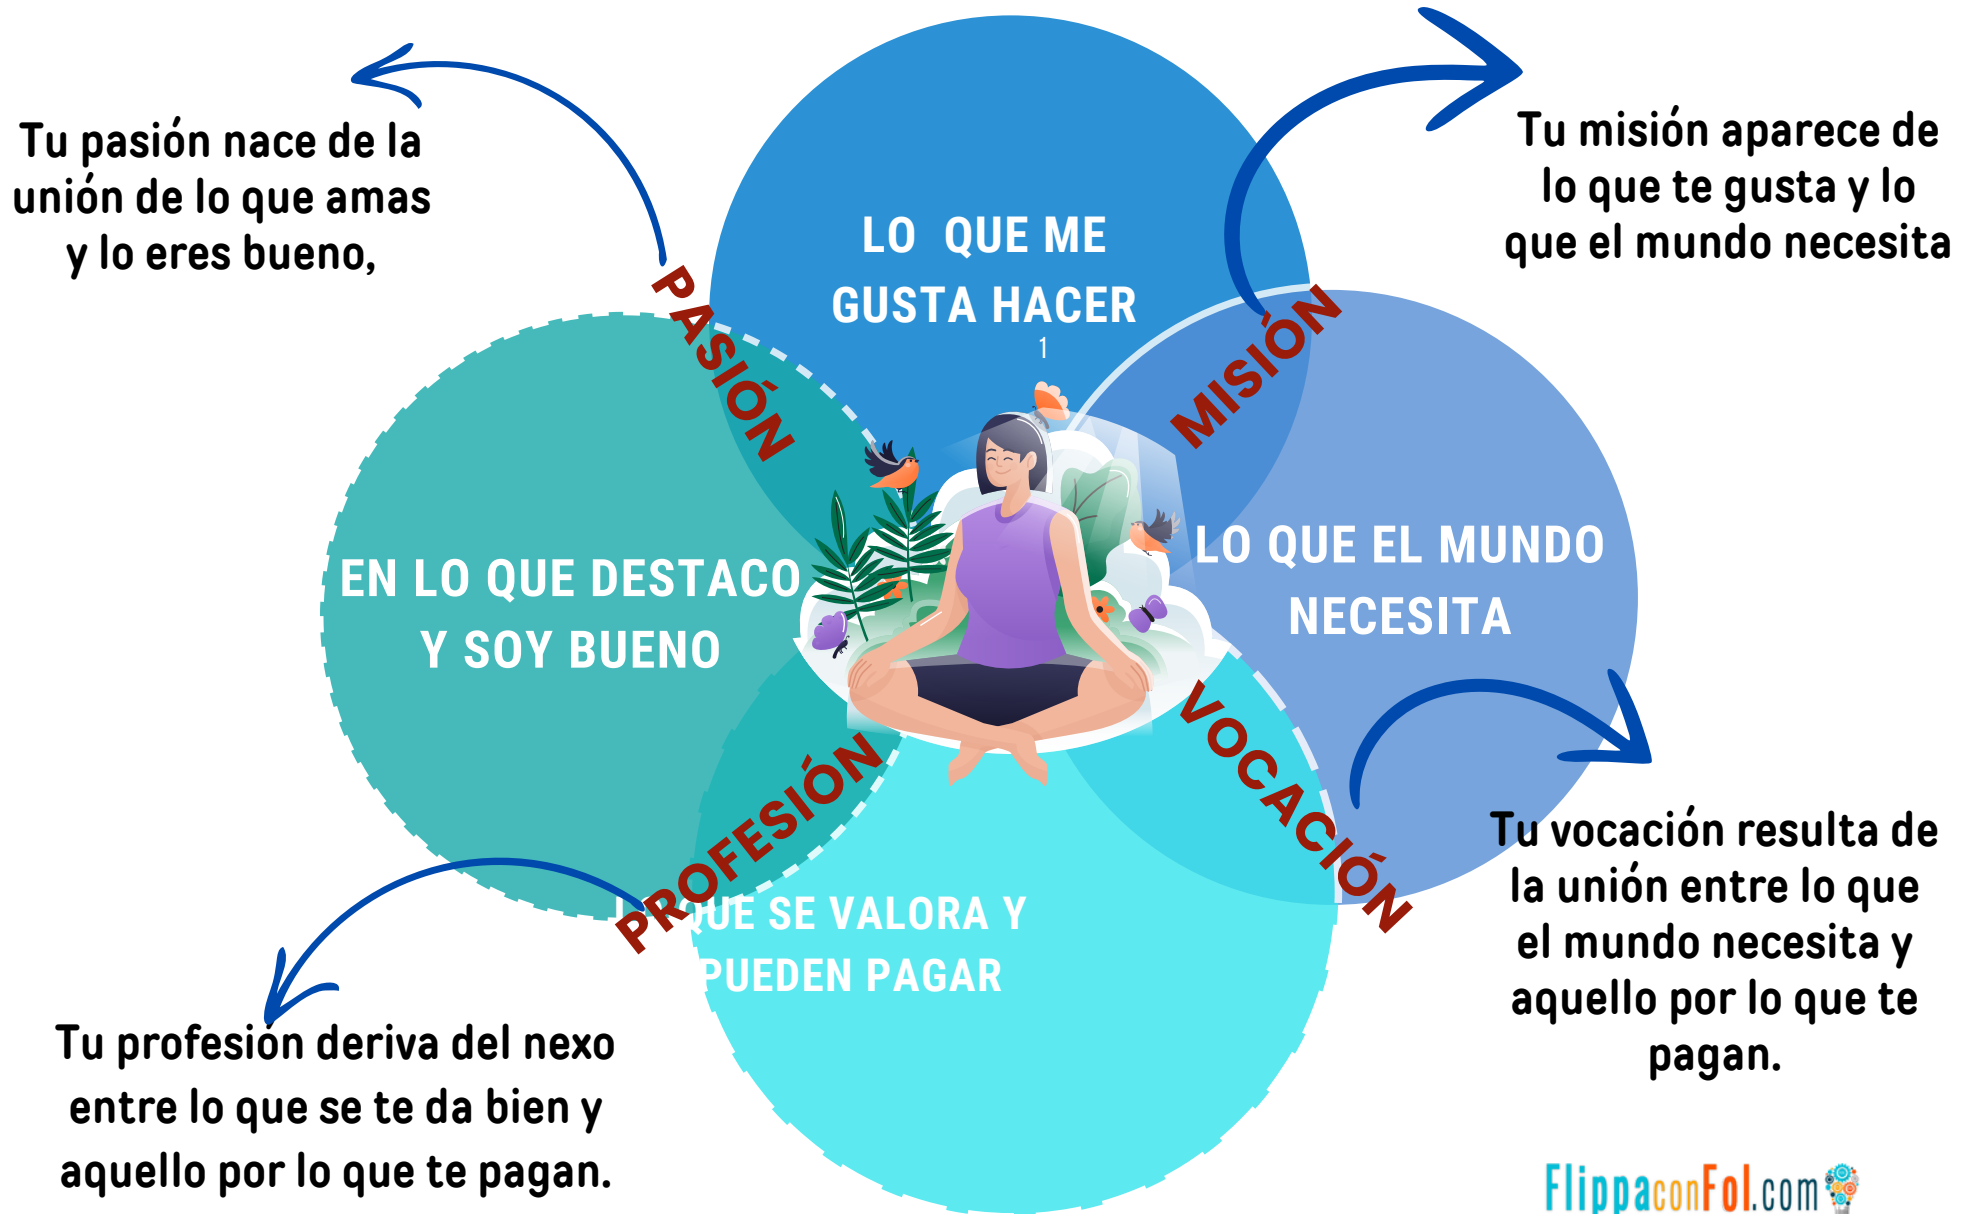 Tu pasión nace de la
unión de lo que amas
y lo eres bueno,
Tu misión aparece de
lo que te gusta y lo
que el mundo necesita
LO QUE ME
GUSTA HACER
1
PASIÓN
MISIÓN
EN LO QUE DESTACO
Y SOY BUENO
LO QUE EL MUNDO
NECESITA
PROFESIÓN
VOCACIÓN
QUE SE VALORA Y
PUEDEN PAGAR
Tu vocación resulta de
la unión entre lo que
el mundo necesita y
aquello por lo que te
pagan.
Tu profesión deriva del nexo
entre lo que se te da bien y
aquello por lo que te pagan.
FlippaconFol.com